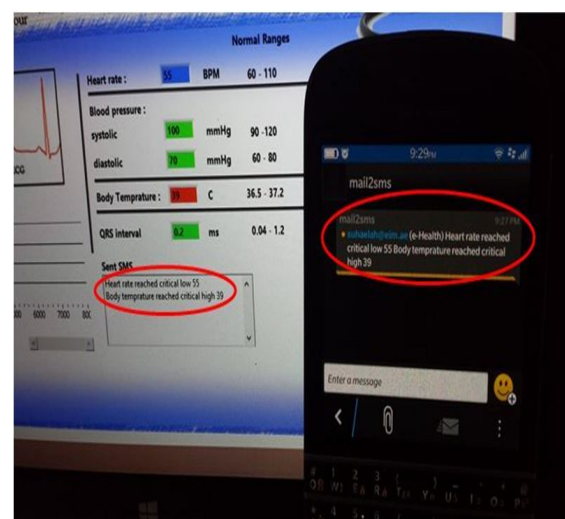 our
Normal Ranges
Heart rate : 55 BPM 60 - 110
Blood pressure :
systolic 100 mmHg 90 -120
diastolic 70 mmHg 60 - 80
Body Temprature : 39 C 36.5 - 37.2
QRS interval 0.2 ms 0.04 - 1.2
ECG
Sent SMS
Heart rate reached critical low 55
Body temprature reached critical high 39
6000 7000
9:29PM
mail2sms
mail2sms 9:27 PM
suhaelah@eim.ae (e-Health) Heart rate reached
critical low 55 Body temprature reached critical
high 39
Enter a message